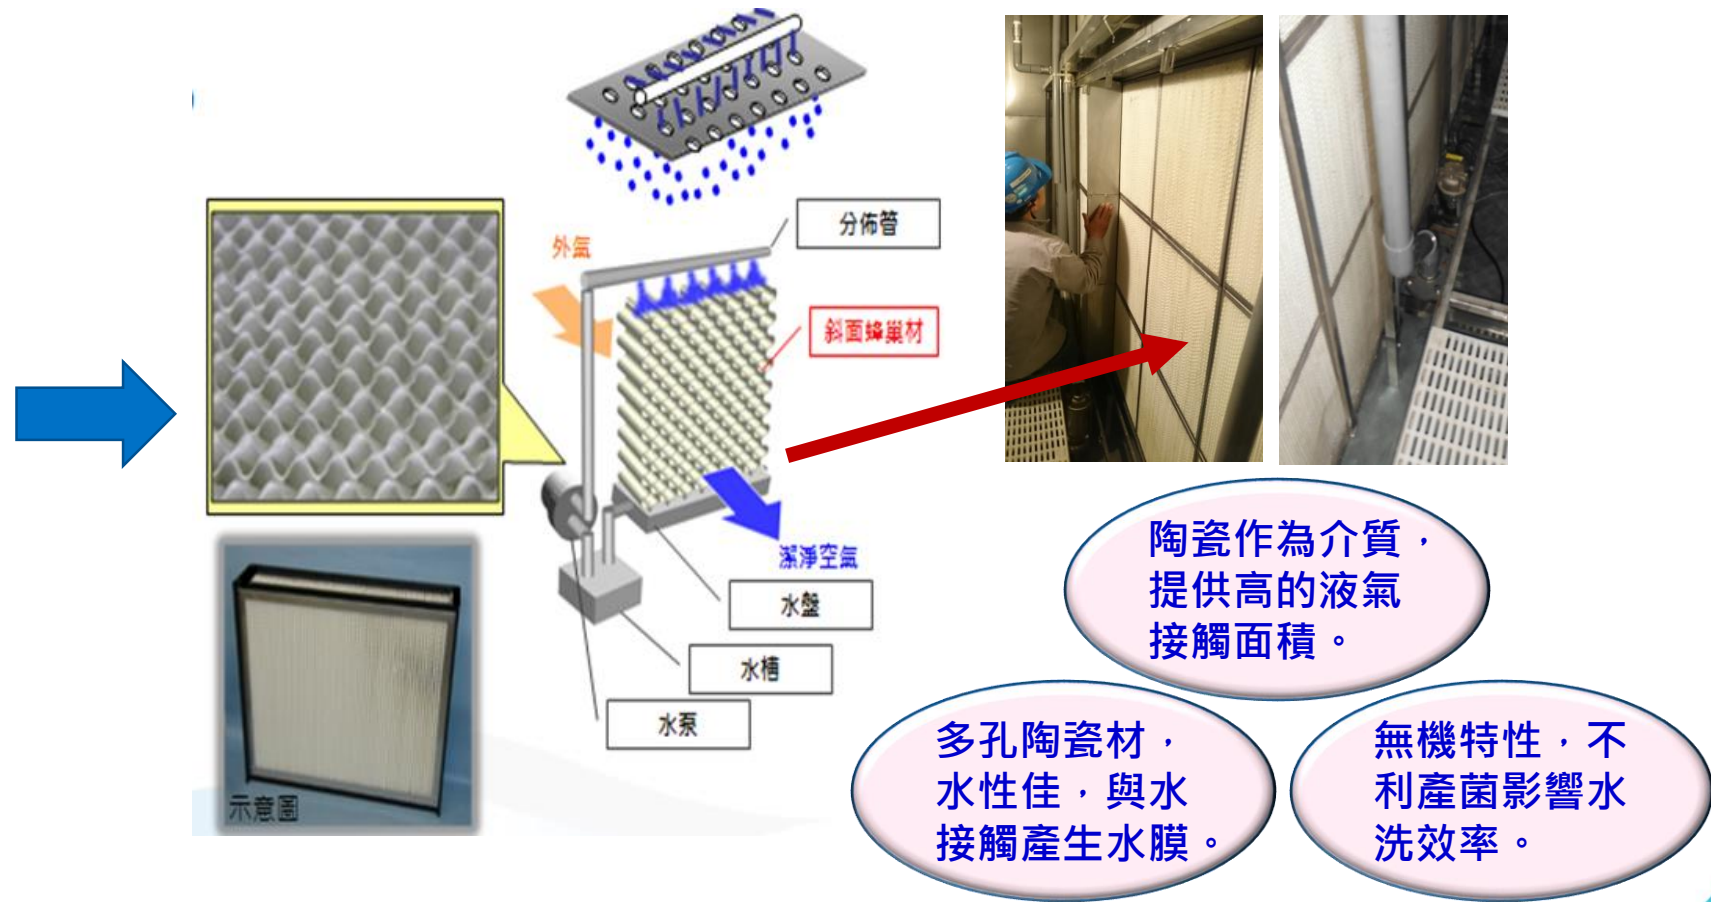 外氣
分佈管
斜面蜂巢材
潔淨空氣
水盤
水槽
水泵
示意圖
陶瓷作為介質，
提供高的液氣
接觸面積。
多孔陶瓷材，
水性佳，與水
接觸產生水膜。
無機特性，不
利產菌影響水
洗效率。